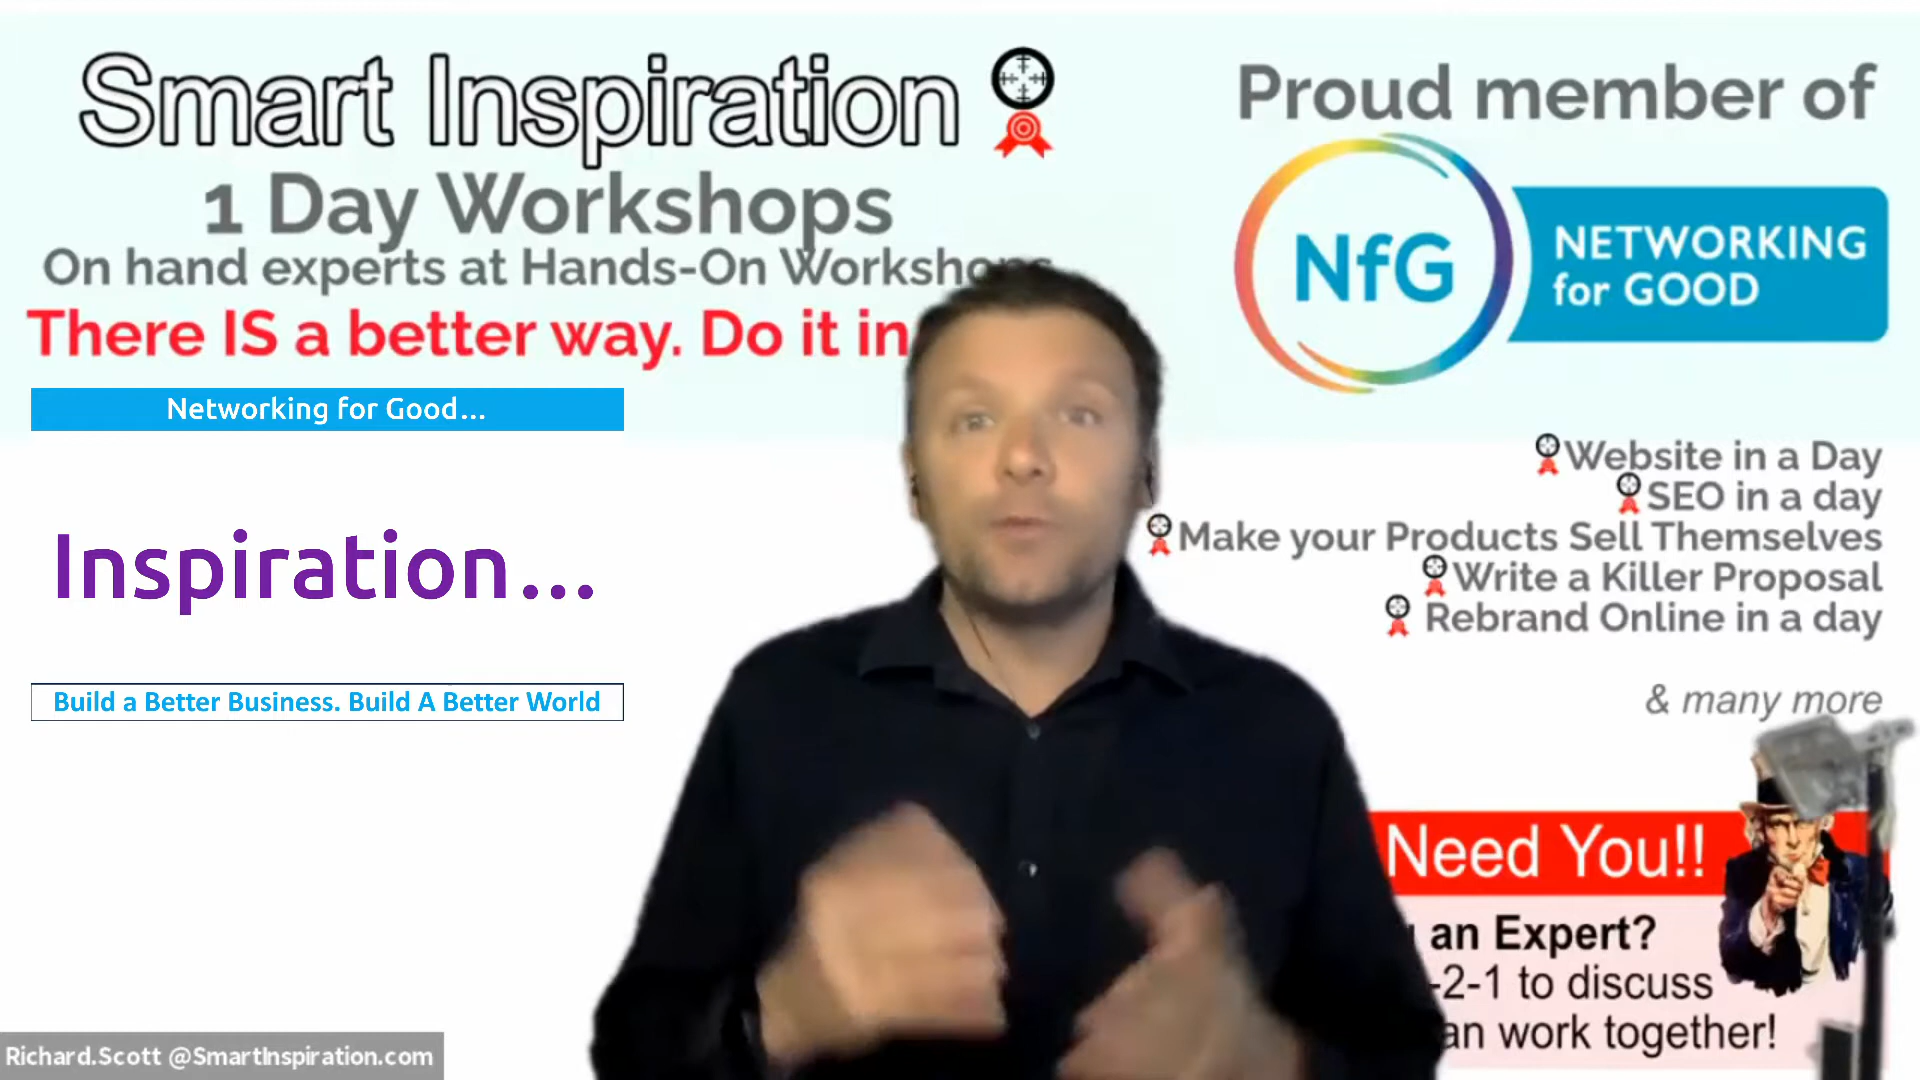 Smart Inspiration
1 Day Workshops
On hand experts at Hands-On Workshops
There IS a better way. Do it in
Networking for Good...
Inspiration...
Build a Better Business. Build A Better World
Proud member of
NfG
NETWORKING
for GOOD
Website in a Day
SEO in a day
Make your Products Sell Themselves
Write a Killer Proposal
Rebrand Online in a day
& many more
Need You!!
an Expert?
-2-1 to discuss
an work together!
Richard.Scott @SmartInspiration.com